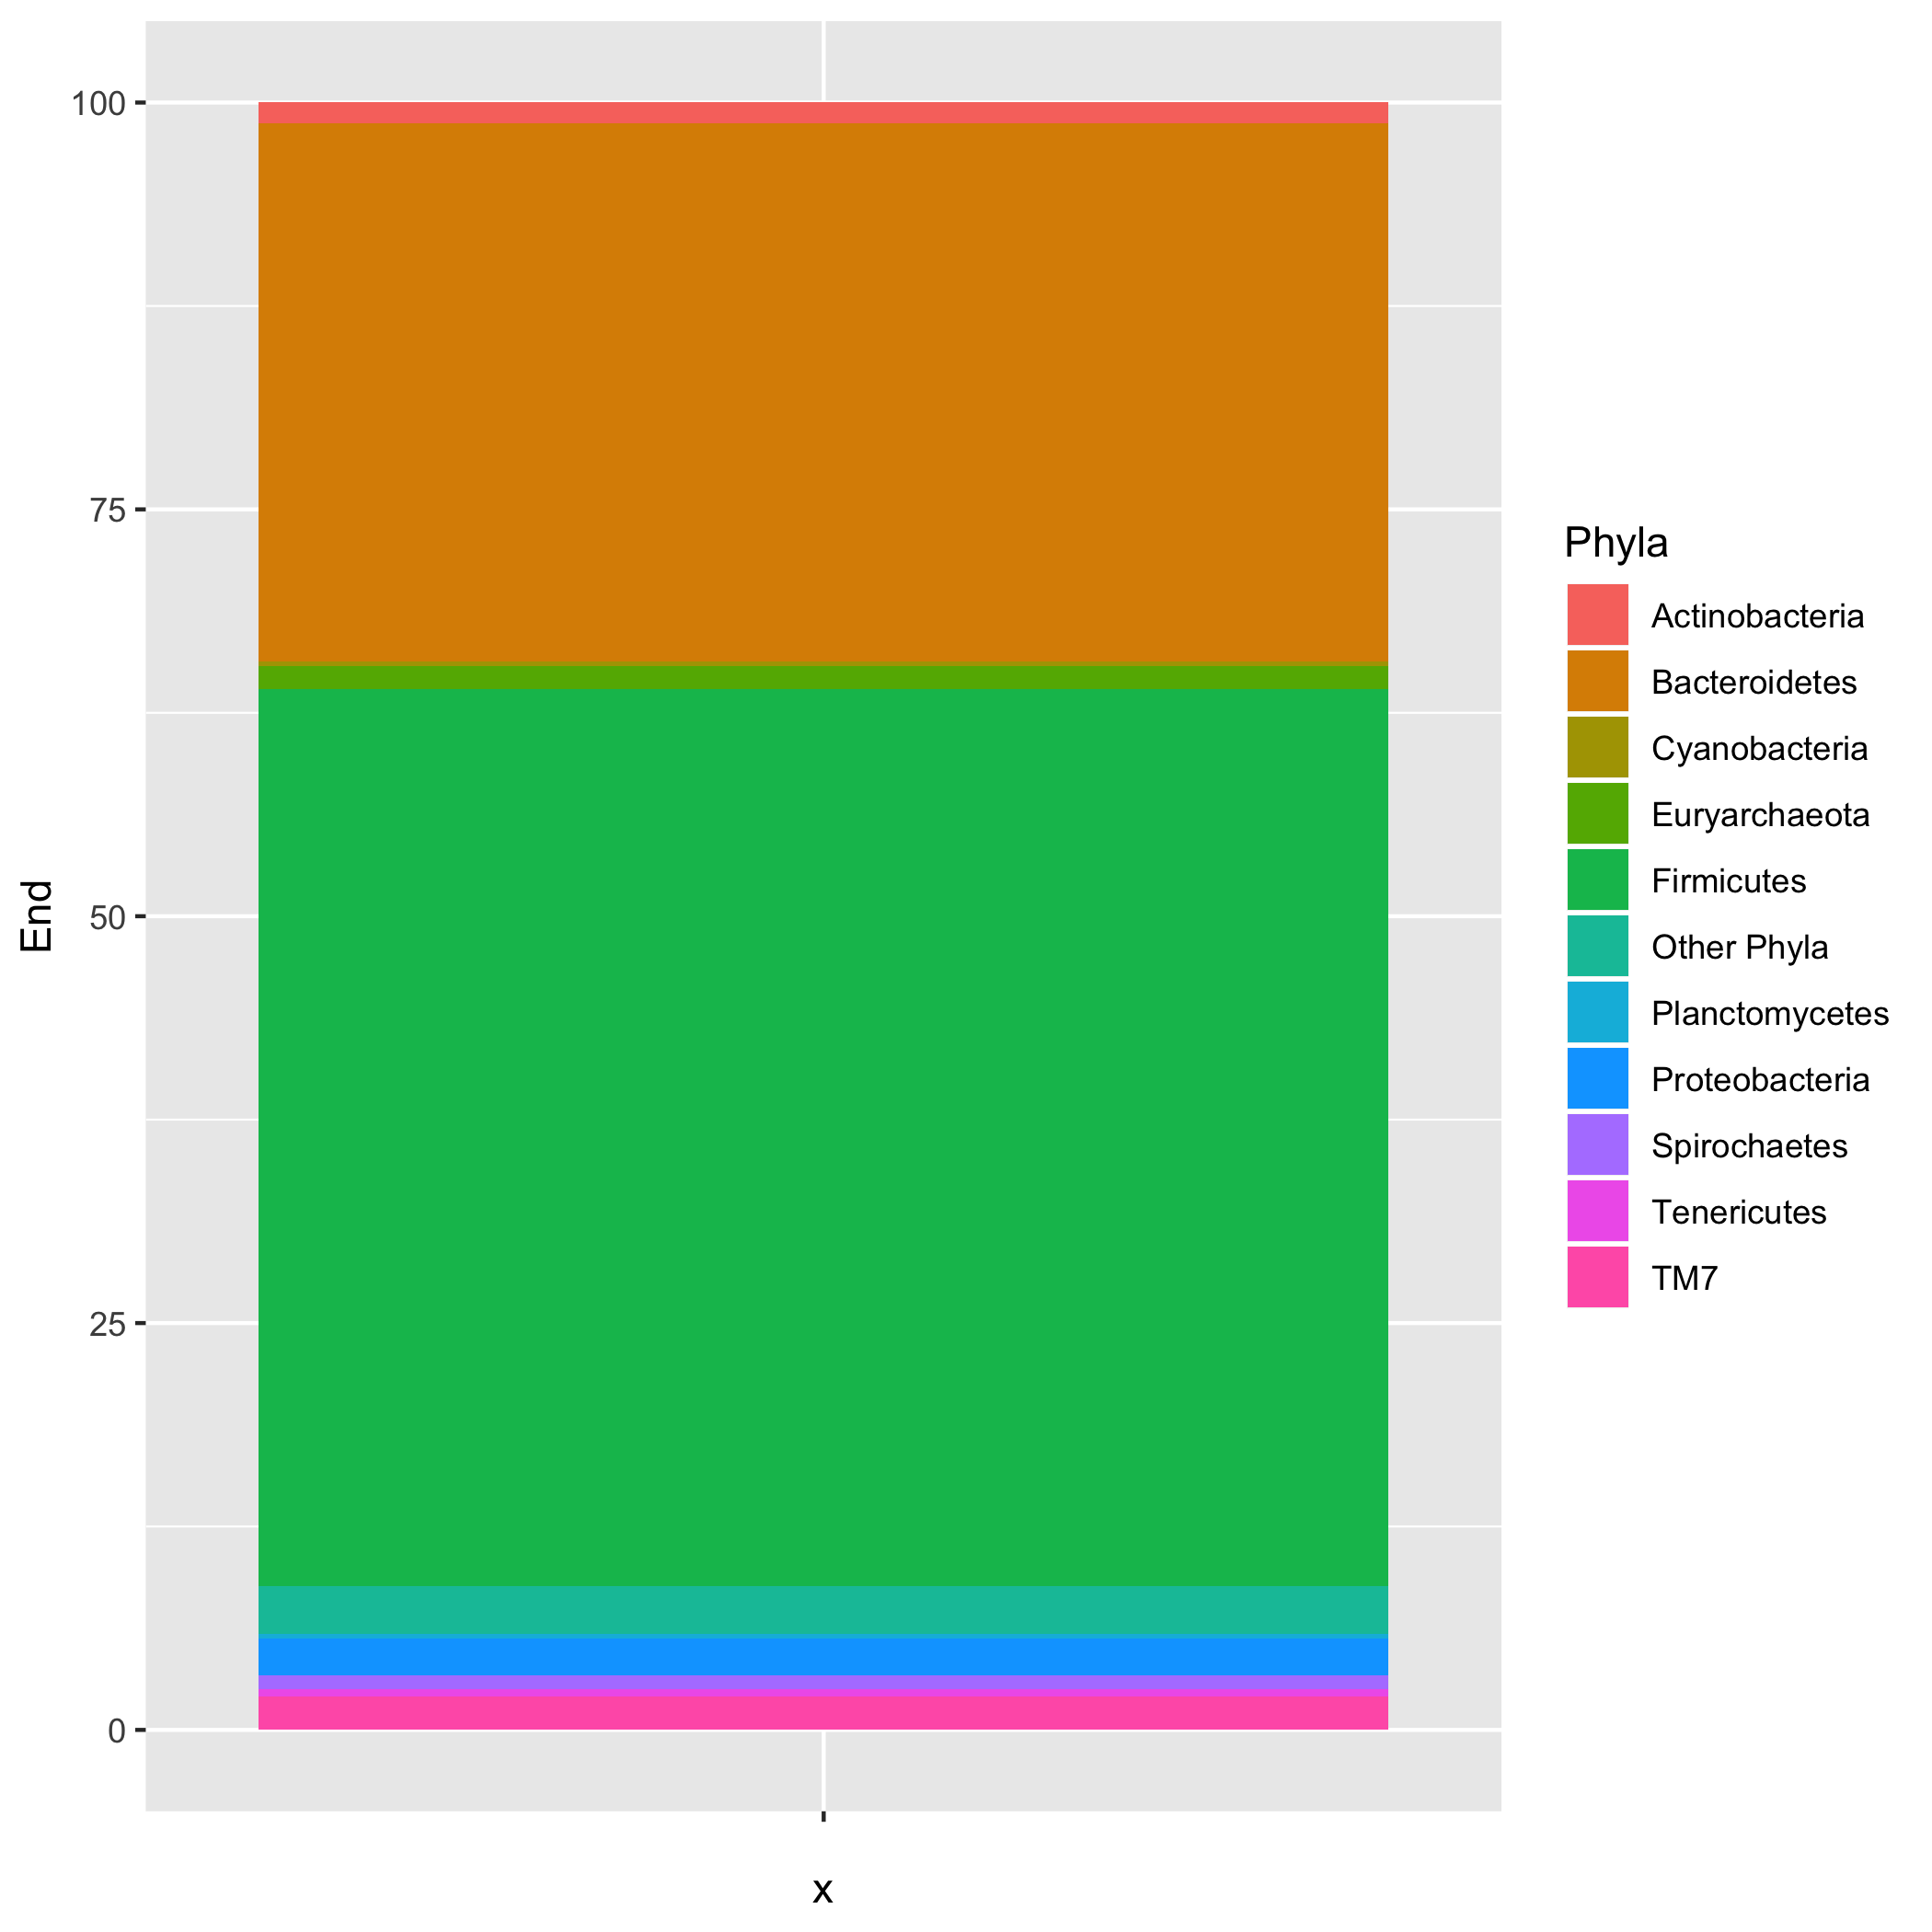 100
75
50
25
0
End
x
Phyla
Actinobacteria
Bacteroidetes
Cyanobacteria
Euryarchaeota
Firmicutes
Other Phyla
Planctomycetes
Proteobacteria
Spirochaetes
Tenericutes
TM7